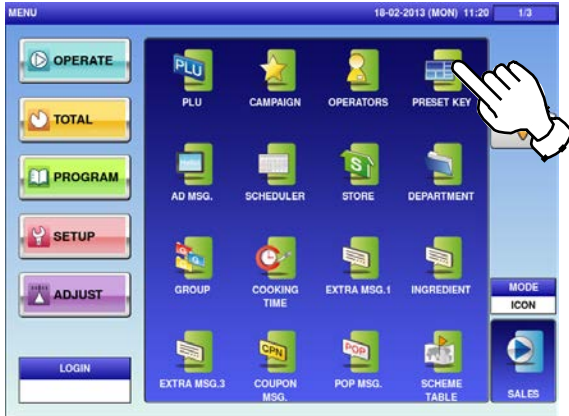 MENU 18-02-2013 (MON) 11:20 1/3
OPERATE
TOTAL
PROGRAM
SETUP
ADJUST
LOGIN
PLU
PLU CAMPAIGN OPERATORS PRESET KEY
AD MSG. SCHEDULER STORE DEPARTMENT
S
GROUP COOKING TIME EXTRA MSG.1 INGREDIENT
CPN POP
EXTRA MSG.3 COUPON MSG. POP MSG. SCHEME TABLE
MODE
ICON
SALES